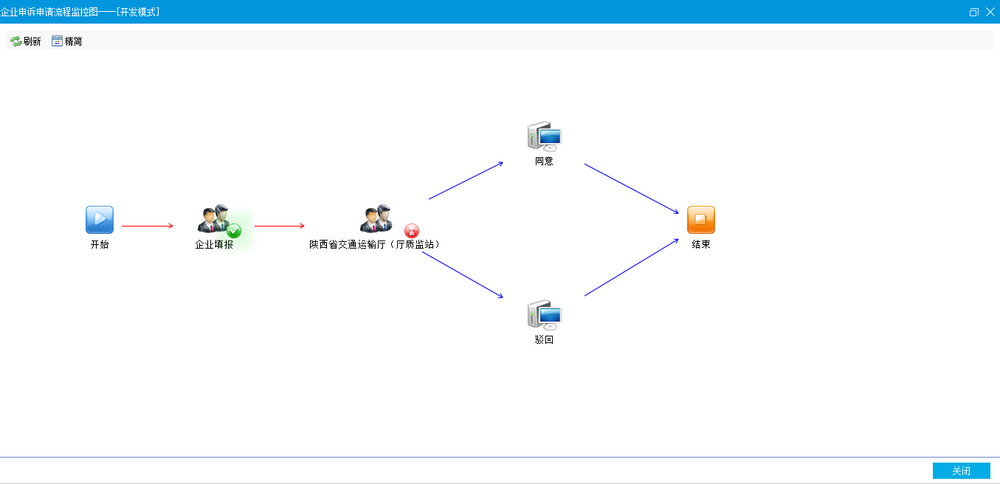 企业申诉申请流程监控图——[开发模式]
刷新 精简
同意
开始
企业填报
陕西省交通运输厅（厅质监站）
结束
驳回
关闭